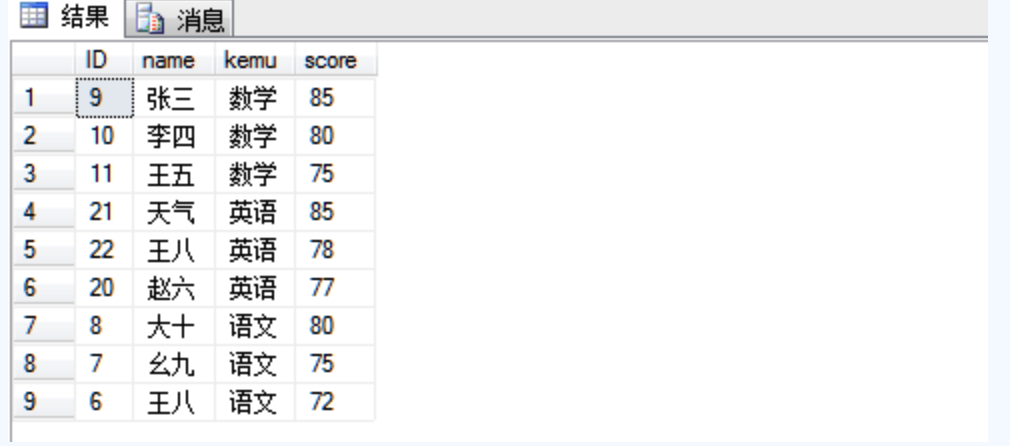 结果 消息
ID name kemu score
1 9 张三 数学 85
2 10 李四 数学 80
3 11 王五 数学 75
4 21 天气 英语 85
5 22 王八 英语 78
6 20 赵六 英语 77
7 8 大十 语文 80
8 7 幺九 语文 75
9 6 王八 语文 72